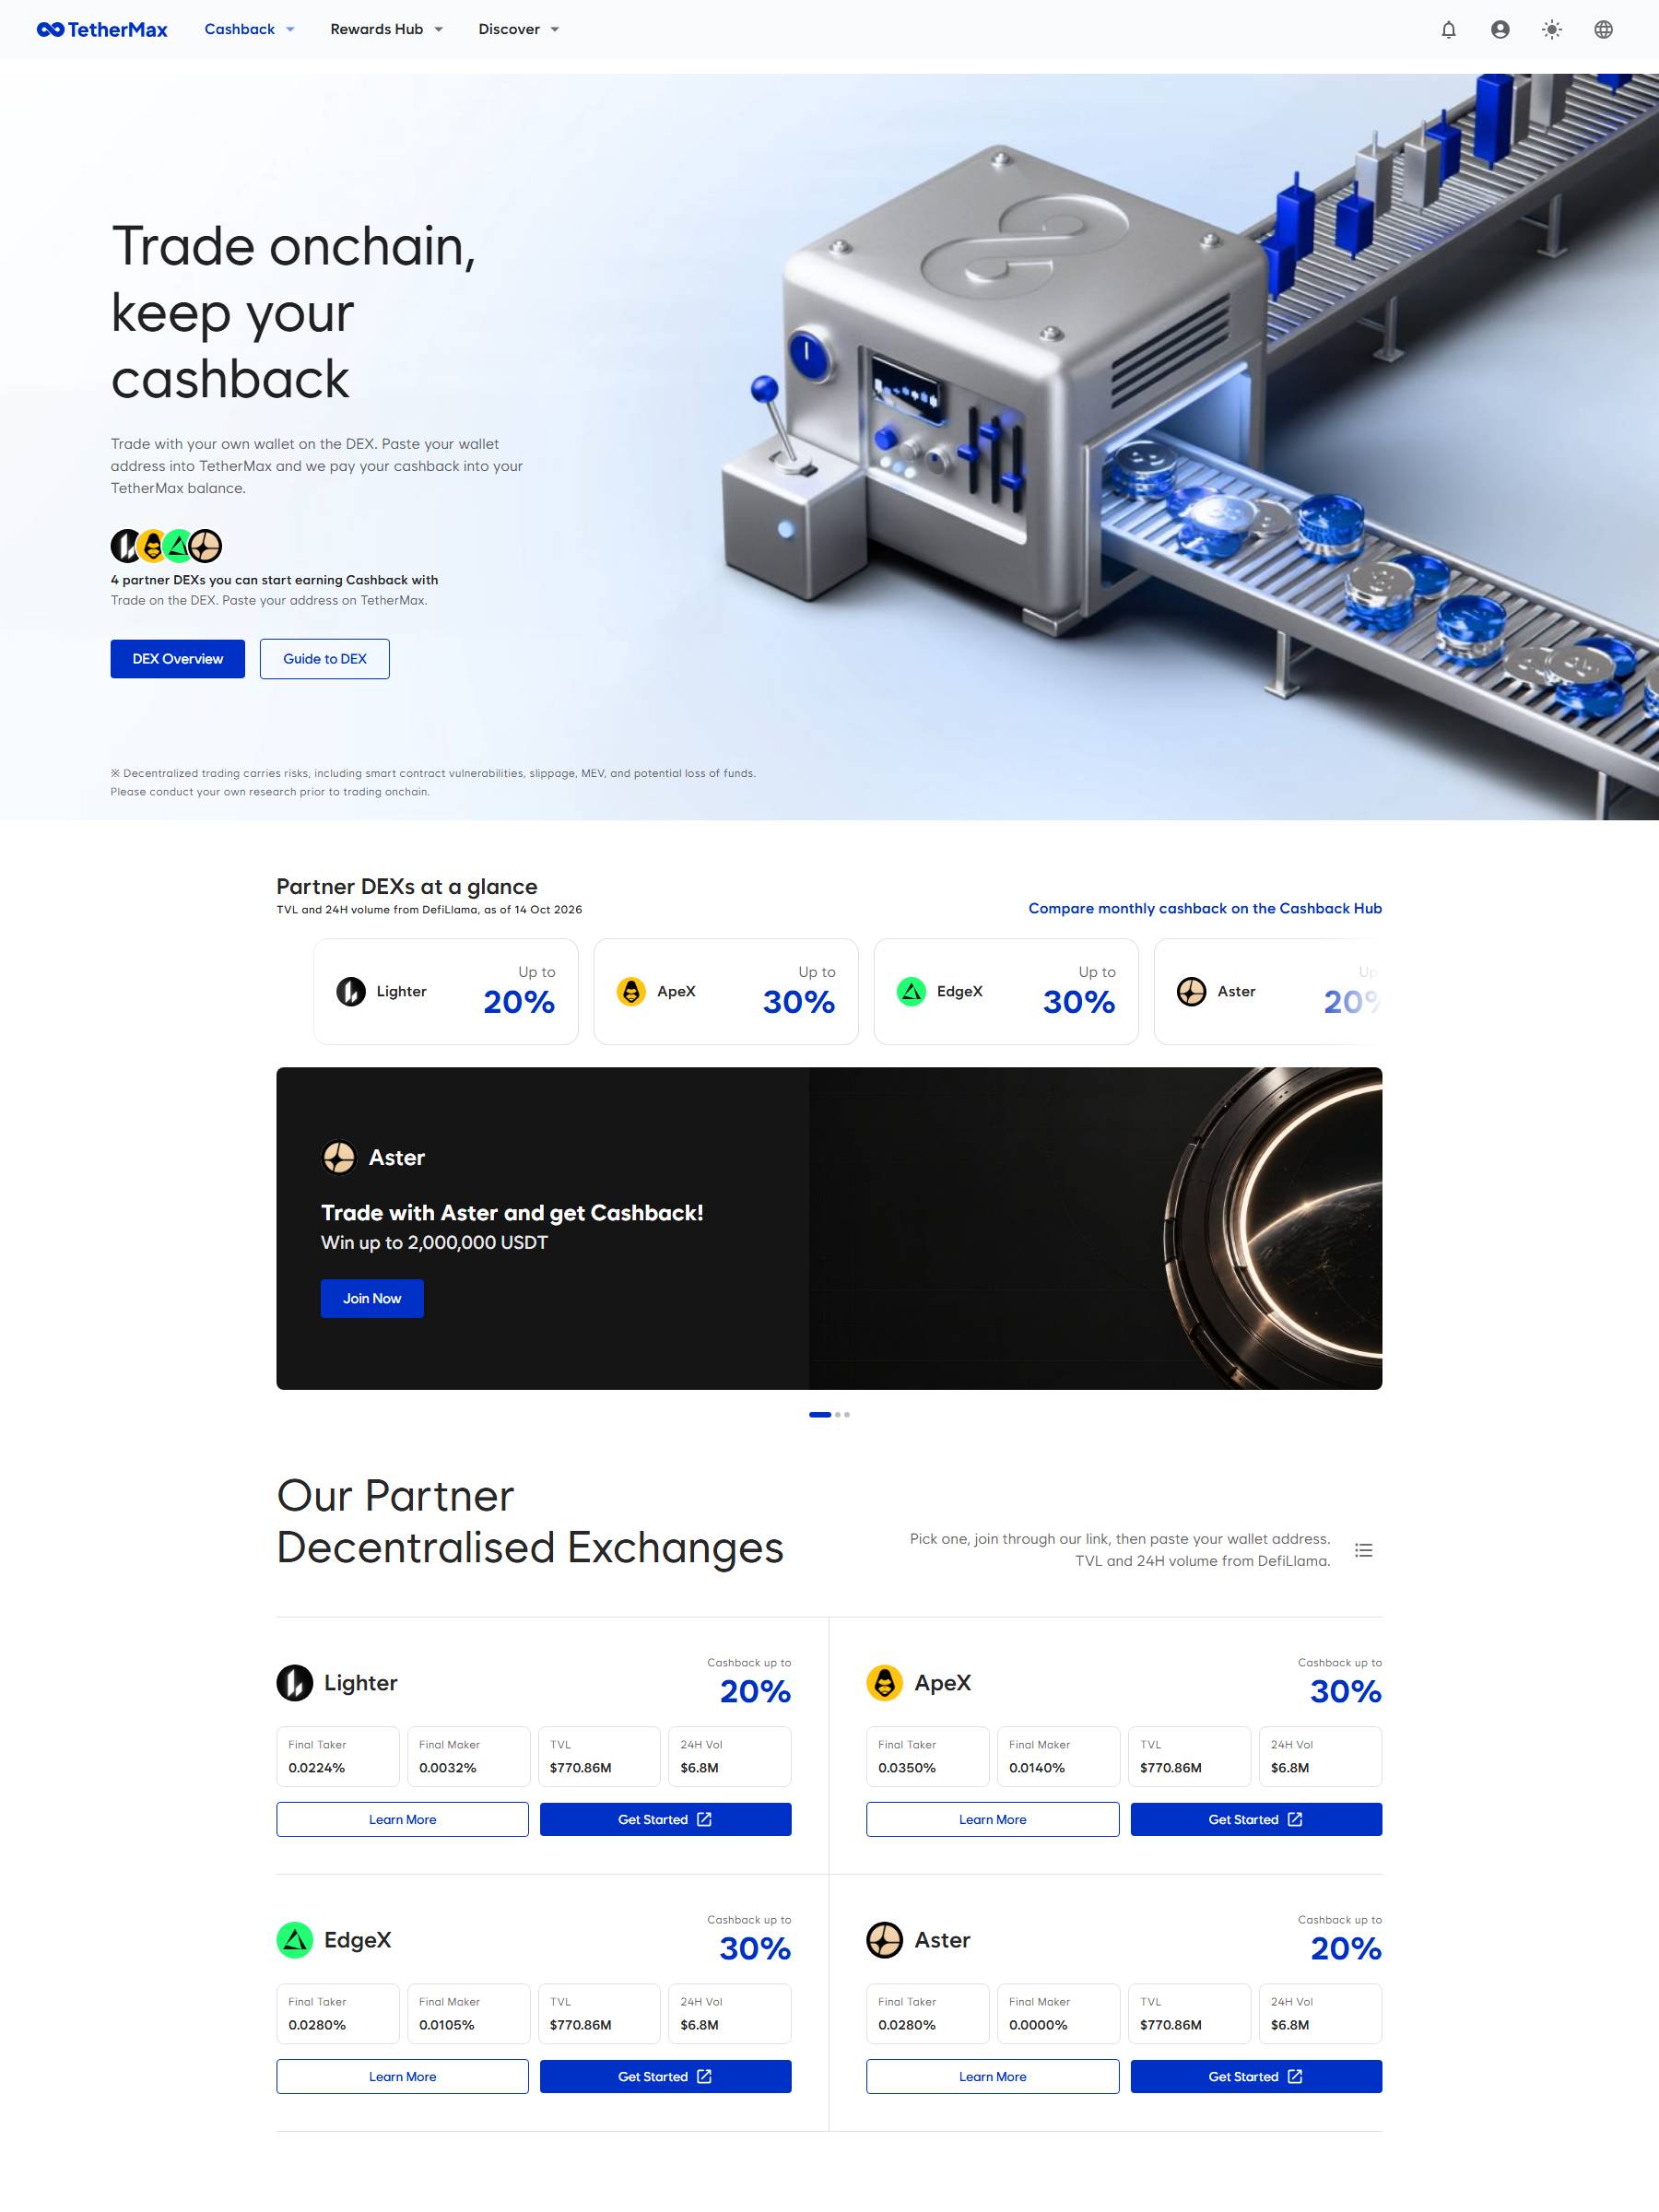 TetherMax
Cashback
Rewards Hub
Discover
Trade onchain,
keep your
cashback
Trade with your own wallet on the DEX. Paste your wallet
address into TetherMax and we pay your cashback into your
TetherMax balance.
4 partner DEXs you can start earning Cashback with
Trade on the DEX. Paste your address on TetherMax.
DEX Overview
Guide to DEX
※ Decentralized trading carries risks, including smart contract vulnerabilities, slippage, MEV, and potential loss of funds.
Please conduct your own research prior to trading onchain.
Partner DEXs at a glance
TVL and 24H volume from DefiLlama, as of 14 Oct 2026
Compare monthly cashback on the Cashback Hub
Lighter
Up to
20%
ApeX
Up to
30%
EdgeX
Up to
30%
Aster
Up
20%
Aster
Trade with Aster and get Cashback!
Win up to 2,000,000 USDT
Join Now
Our Partner
Decentralised Exchanges
Pick one, join through our link, then paste your wallet address.
TVL and 24H volume from DefiLlama.
Lighter
Cashback up to
20%
Final Taker
0.0224%
Final Maker
0.0032%
TVL
$770.86M
24H Vol
$6.8M
Learn More
Get Started
ApeX
Cashback up to
30%
Final Taker
0.0350%
Final Maker
0.0140%
TVL
$770.86M
24H Vol
$6.8M
Learn More
Get Started
EdgeX
Cashback up to
30%
Final Taker
0.0280%
Final Maker
0.0105%
TVL
$770.86M
24H Vol
$6.8M
Learn More
Get Started
Aster
Cashback up to
20%
Final Taker
0.0280%
Final Maker
0.0000%
TVL
$770.86M
24H Vol
$6.8M
Learn More
Get Started